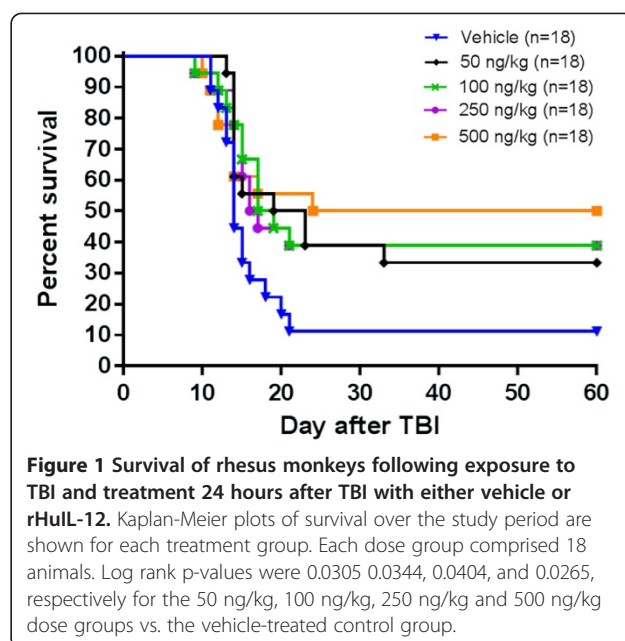 Vehicle (n=18)
50 ng/kg (n=18)
100 ng/kg (n=18)
250 ng/kg (n=18)
500 ng/kg (n=18)
Percent survival
100
90
80
70
60
50
40
30
20
10
0
0 10 20 30 40 50 60
Day after TBI
Figure 1 Survival of rhesus monkeys following exposure to
TBI and treatment 24 hours after TBI with either vehicle or
rHuIL-12. Kaplan-Meier plots of survival over the study period are
shown for each treatment group. Each dose group comprised 18
animals. Log rank p-values were 0.0305 0.0344, 0.0404, and 0.0265,
respectively for the 50 ng/kg, 100 ng/kg, 250 ng/kg and 500 ng/kg
dose groups vs. the vehicle-treated control group.